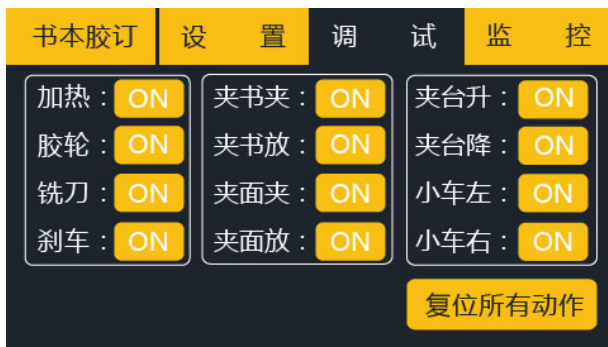 书本胶订 设 置 调 试 监 控
加热：ON 夹书夹：ON 夹台升：ON
胶轮：ON 夹书放：ON 夹台降：ON
铣刀：ON 夹面夹：ON 小车左：ON
刹车：ON 夹面放：ON 小车右：ON
复位所有动作